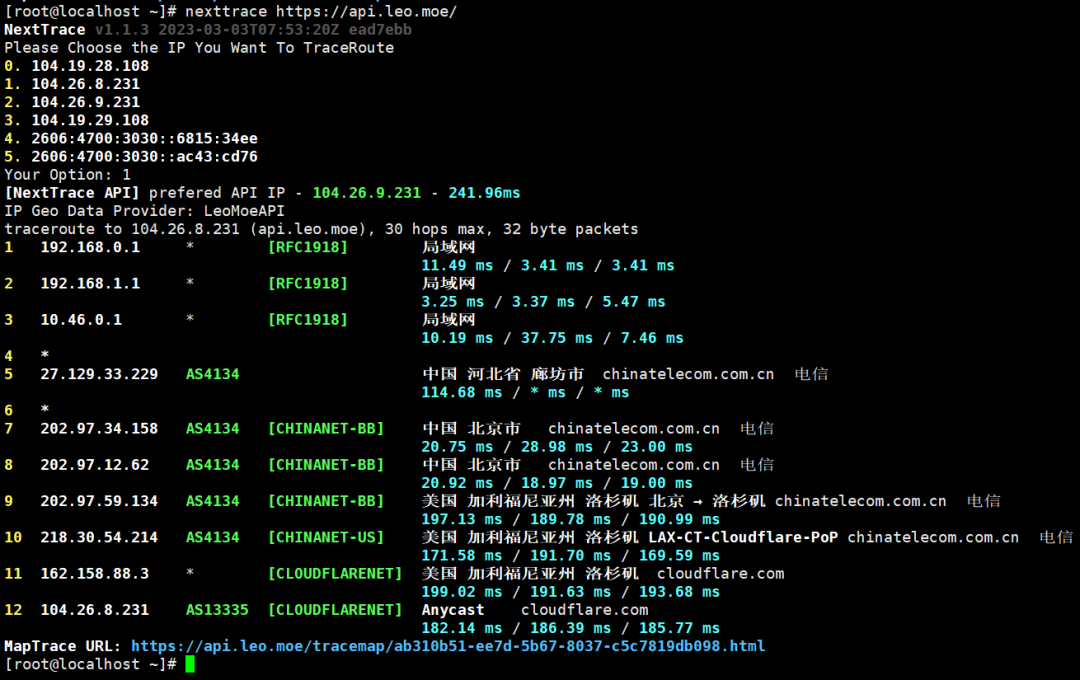 [root@localhost ~]# nexttrace https://api.leo.moe/
NextTrace v1.1.3 2023-03-03T07:53:20Z ead7ebb
Please Choose the IP You Want To TraceRoute
0. 104.19.28.108
1. 104.26.8.231
2. 104.26.9.231
3. 104.19.29.108
4. 2606:4700:3030::6815:34ee
5. 2606:4700:3030::ac43:cd76
Your Option: 1
[NextTrace API] prefered API IP - 104.26.9.231 - 241.96ms
IP Geo Data Provider: LeoMoeAPI
traceroute to 104.26.8.231 (api.leo.moe), 30 hops max, 32 byte packets
1 192.168.0.1 * [RFC1918] 局域网
11.49 ms / 3.41 ms / 3.41 ms
2 192.168.1.1 * [RFC1918] 局域网
3.25 ms / 3.37 ms / 5.47 ms
3 10.46.0.1 * [RFC1918] 局域网
10.19 ms / 37.75 ms / 7.46 ms
4 *
5 27.129.33.229 AS4134 中国 河北省 廊坊市 chinatelecom.com.cn 电信
114.68 ms / * ms / * ms
6 *
7 202.97.34.158 AS4134 [CHINANET-BB] 中国 北京市 chinatelecom.com.cn 电信
20.75 ms / 28.98 ms / 23.00 ms
8 202.97.12.62 AS4134 [CHINANET-BB] 中国 北京市 chinatelecom.com.cn 电信
20.92 ms / 18.97 ms / 19.00 ms
9 202.97.59.134 AS4134 [CHINANET-BB] 美国 加利福尼亚州 洛杉矶 北京 → 洛杉矶 chinatelecom.com.cn 电信
197.13 ms / 189.78 ms / 190.99 ms
10 218.30.54.214 AS4134 [CHINANET-US] 美国 加利福尼亚州 洛杉矶 LAX-CT-Cloudflare-PoP chinatelecom.com.cn 电信
171.58 ms / 191.70 ms / 169.59 ms
11 162.158.88.3 * [CLOUDFLARENET] 美国 加利福尼亚州 洛杉矶 cloudflare.com
199.02 ms / 191.63 ms / 193.68 ms
12 104.26.8.231 AS13335 [CLOUDFLARENET] Anycast cloudflare.com
182.14 ms / 186.39 ms / 185.77 ms
MapTrace URL: https://api.leo.moe/tracemap/ab310b51-ee7d-5b67-8037-c5c7819db098.html
[root@localhost ~]#